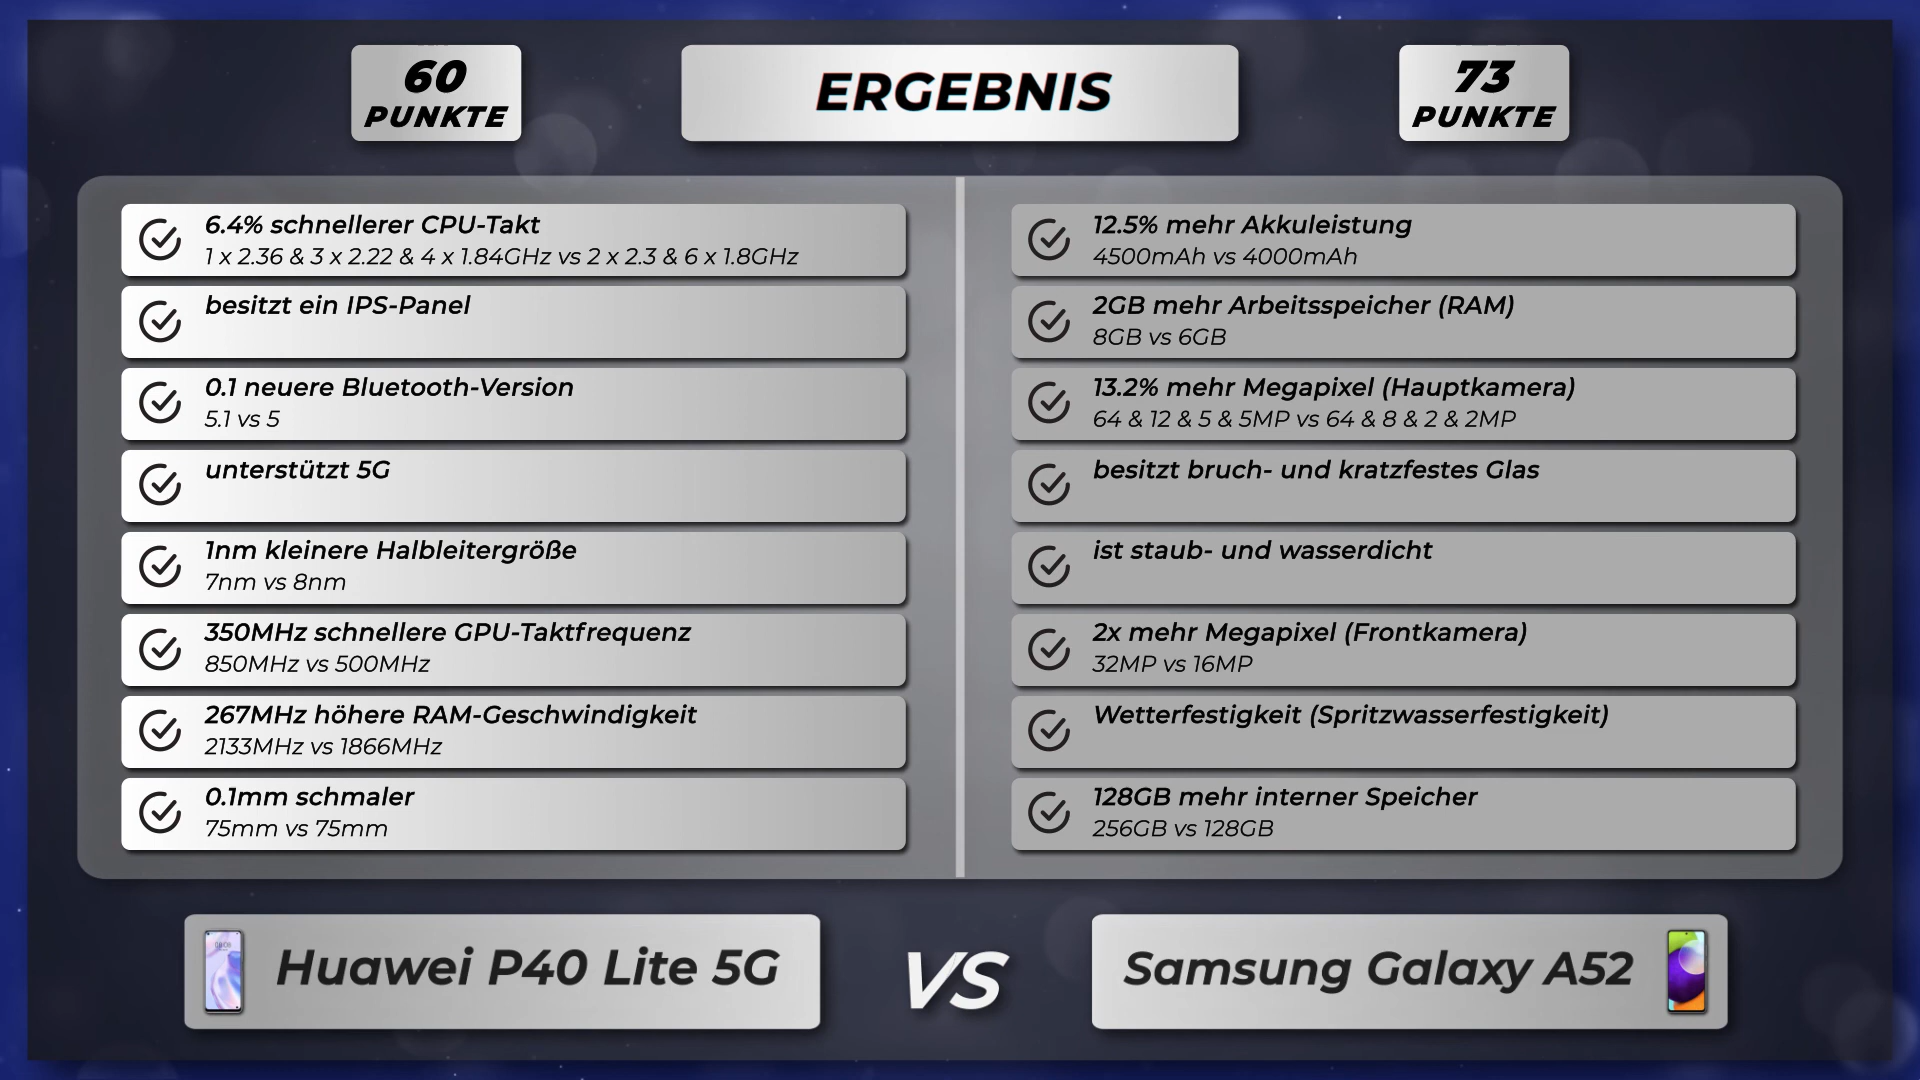 60
PUNKTE
ERGEBNIS
73
PUNKTE
6.4% schnellerer CPU-Takt
1 x 2.36 & 3 x 2.22 & 4 x 1.84GHz vs 2 x 2.3 & 6 x 1.8GHz
besitzt ein IPS-Panel
0.1 neuere Bluetooth-Version
5.1 vs 5
unterstützt 5G
1nm kleinere Halbleitergröße
7nm vs 8nm
350MHz schnellere GPU-Taktfrequenz
850MHz vs 500MHz
267MHz höhere RAM-Geschwindigkeit
2133MHz vs 1866MHz
0.1mm schmaler
75mm vs 75mm
12.5% mehr Akkuleistung
4500mAh vs 4000mAh
2GB mehr Arbeitsspeicher (RAM)
8GB vs 6GB
13.2% mehr Megapixel (Hauptkamera)
64 & 12 & 5 & 5MP vs 64 & 8 & 2 & 2MP
besitzt bruch- und kratzfestes Glas
ist staub- und wasserdicht
2x mehr Megapixel (Frontkamera)
32MP vs 16MP
Wetterfestigkeit (Spritzwasserfestigkeit)
128GB mehr interner Speicher
256GB vs 128GB
Huawei P40 Lite 5G
VS
Samsung Galaxy A52